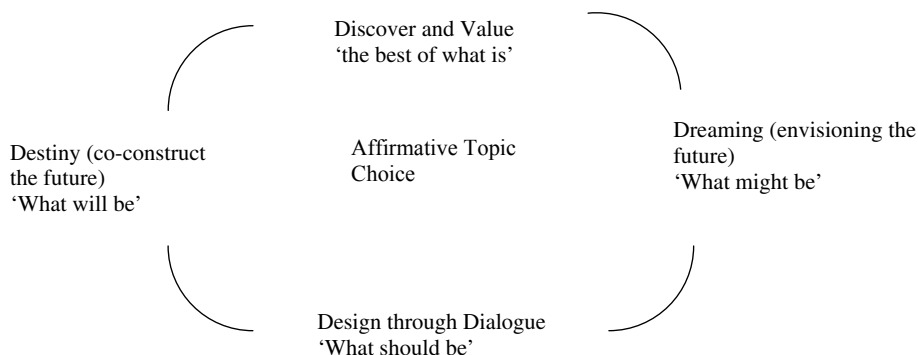 Discover and Value
‘the best of what is’
Dreaming (envisioning the
future)
‘What might be’
Affirmative Topic
Choice
Destiny (co-construct
the future)
‘What will be’
Design through Dialogue
‘What should be’